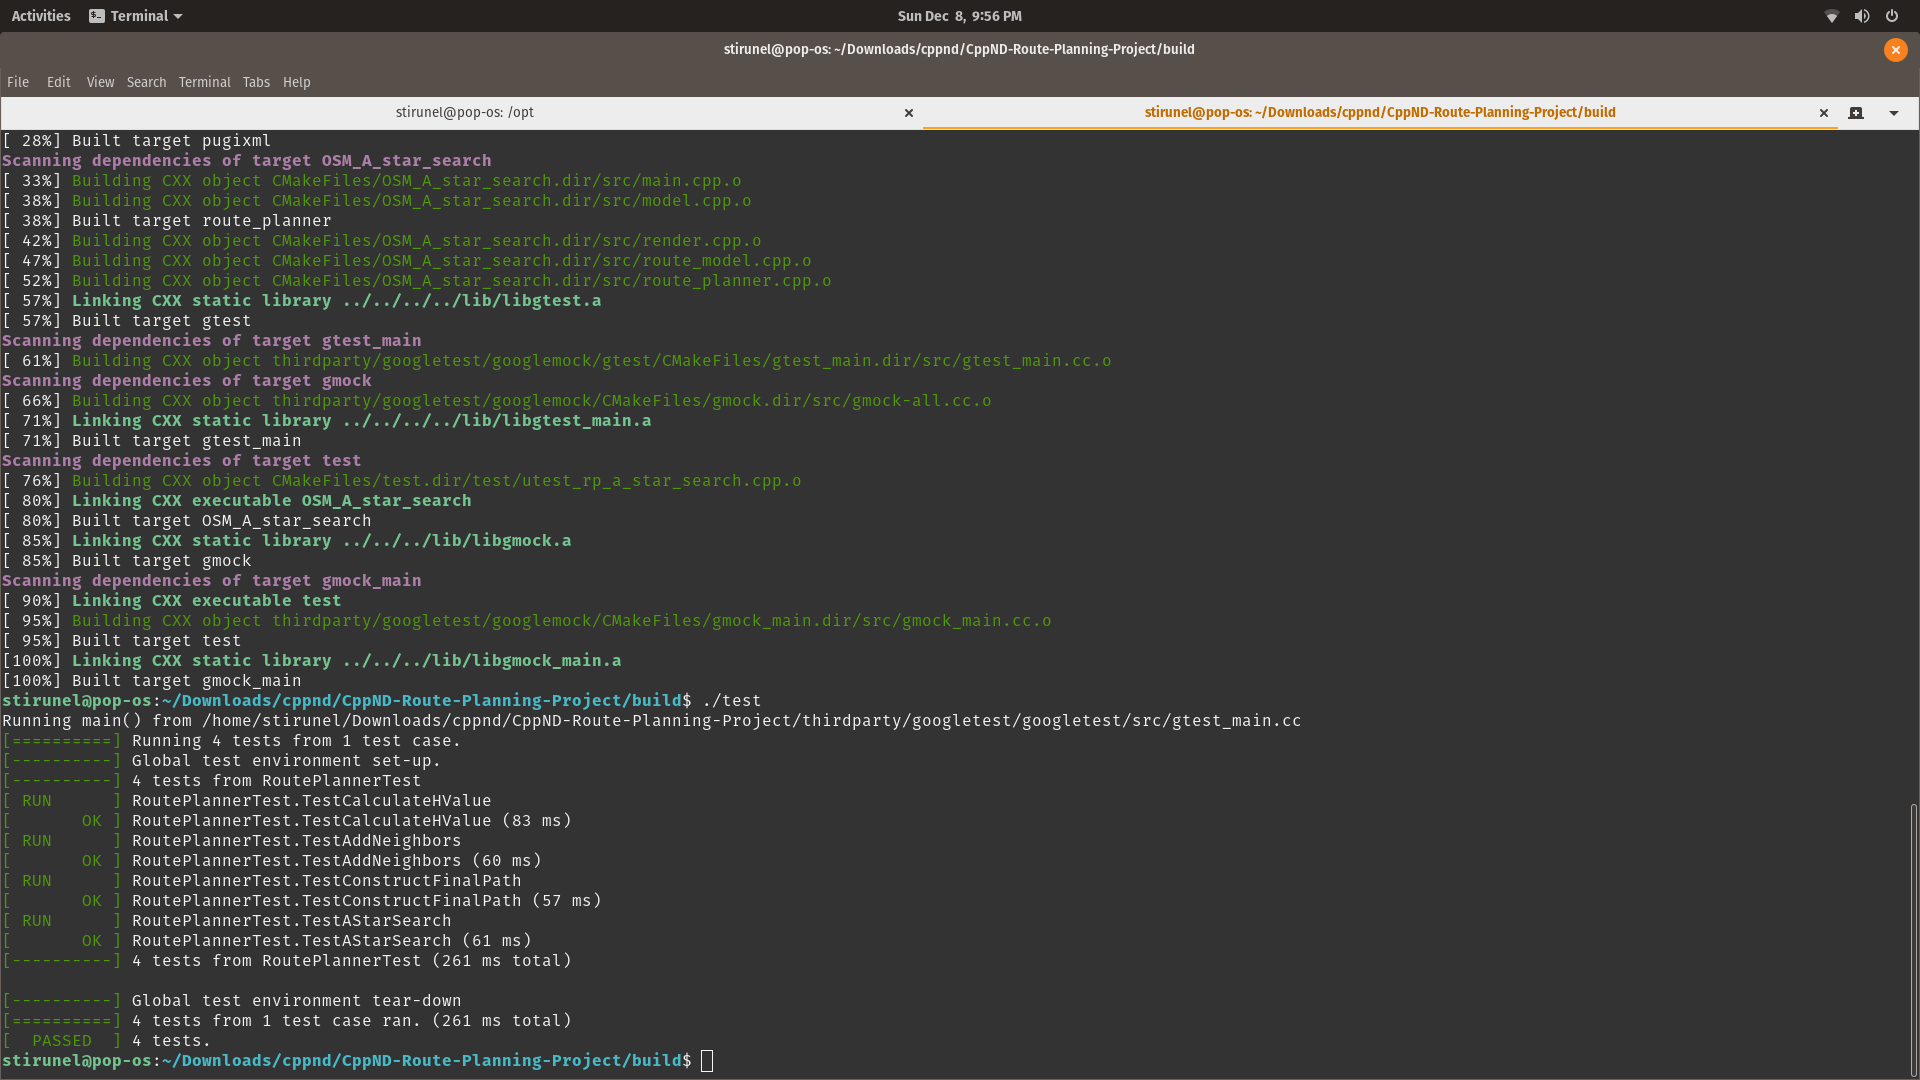 Activities Terminal Sun Dec 8, 9:56 PM
stirunel@pop-os: ~/Downloads/cppnd/CppND-Route-Planning-Project/build
File Edit View Search Terminal Tabs Help
stirunel@pop-os: /opt stirunel@pop-os: ~/Downloads/cppnd/CppND-Route-Planning-Project/build
[ 28%] Built target pugixml
Scanning dependencies of target OSM_A_star_search
[ 33%] Building CXX object CMakeFiles/OSM_A_star_search.dir/src/main.cpp.o
[ 38%] Building CXX object CMakeFiles/OSM_A_star_search.dir/src/model.cpp.o
[ 38%] Built target route_planner
[ 42%] Building CXX object CMakeFiles/OSM_A_star_search.dir/src/render.cpp.o
[ 47%] Building CXX object CMakeFiles/OSM_A_star_search.dir/src/route_model.cpp.o
[ 52%] Building CXX object CMakeFiles/OSM_A_star_search.dir/src/route_planner.cpp.o
[ 57%] Linking CXX static library ../../../../lib/libgtest.a
[ 57%] Built target gtest
Scanning dependencies of target gtest_main
[ 61%] Building CXX object thirdparty/googletest/googlemock/gtest/CMakeFiles/gtest_main.dir/src/gtest_main.cc.o
Scanning dependencies of target gmock
[ 66%] Building CXX object thirdparty/googletest/googlemock/CMakeFiles/gmock.dir/src/gmock-all.cc.o
[ 71%] Linking CXX static library ../../../../lib/libgtest_main.a
[ 71%] Built target gtest_main
Scanning dependencies of target test
[ 76%] Building CXX object CMakeFiles/test.dir/test/utest_rp_a_star_search.cpp.o
[ 80%] Linking CXX executable OSM_A_star_search
[ 80%] Built target OSM_A_star_search
[ 85%] Linking CXX static library ../../../lib/libgmock.a
[ 85%] Built target gmock
Scanning dependencies of target gmock_main
[ 90%] Linking CXX executable test
[ 95%] Building CXX object thirdparty/googletest/googlemock/CMakeFiles/gmock_main.dir/src/gmock_main.cc.o
[ 95%] Built target test
[100%] Linking CXX static library ../../../lib/libgmock_main.a
[100%] Built target gmock_main
stirunel@pop-os:~/Downloads/cppnd/CppND-Route-Planning-Project/build$ ./test
Running main() from /home/stirunel/Downloads/cppnd/CppND-Route-Planning-Project/thirdparty/googletest/googletest/src/gtest_main.cc
[==========] Running 4 tests from 1 test case.
[----------] Global test environment set-up.
[----------] 4 tests from RoutePlannerTest
[ RUN      ] RoutePlannerTest.TestCalculateHValue
[       OK ] RoutePlannerTest.TestCalculateHValue (83 ms)
[ RUN      ] RoutePlannerTest.TestAddNeighbors
[       OK ] RoutePlannerTest.TestAddNeighbors (60 ms)
[ RUN      ] RoutePlannerTest.TestConstructFinalPath
[       OK ] RoutePlannerTest.TestConstructFinalPath (57 ms)
[ RUN      ] RoutePlannerTest.TestAStarSearch
[       OK ] RoutePlannerTest.TestAStarSearch (61 ms)
[----------] 4 tests from RoutePlannerTest (261 ms total)
[----------] Global test environment tear-down
[==========] 4 tests from 1 test case ran. (261 ms total)
[  PASSED  ] 4 tests.
stirunel@pop-os:~/Downloads/cppnd/CppND-Route-Planning-Project/build$